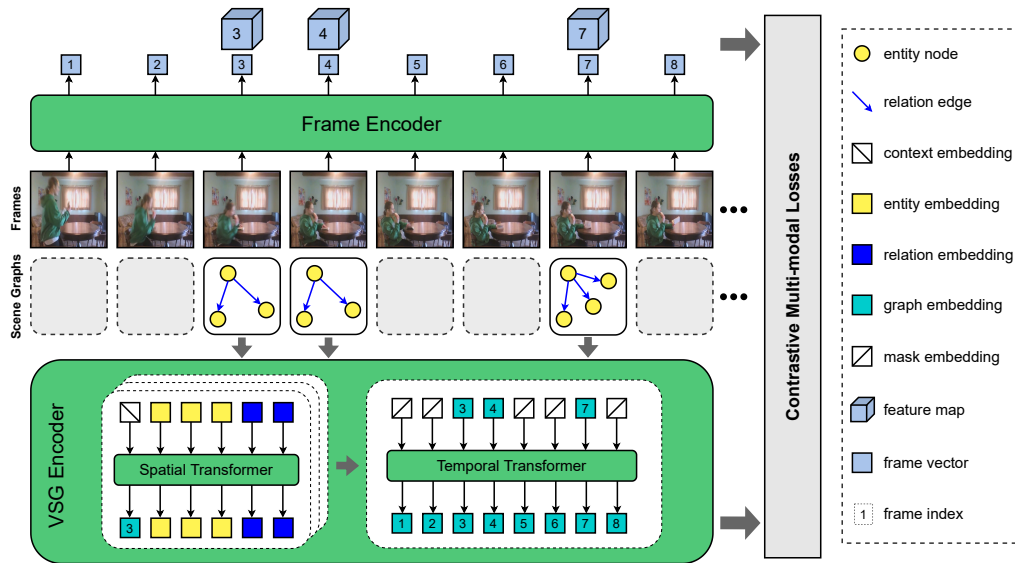 3 4 7
1 2 3 4 5 6 7 8
Frame Encoder
Frames
•••
Scene Graphs
•••
VSG Encoder
3 4 7
Spatial Transformer
Temporal Transformer
3
1 2 3 4 5 6 7 8
Contrastive Multi-modal Losses
entity node
relation edge
context embedding
entity embedding
relation embedding
graph embedding
mask embedding
feature map
frame vector
1 frame index